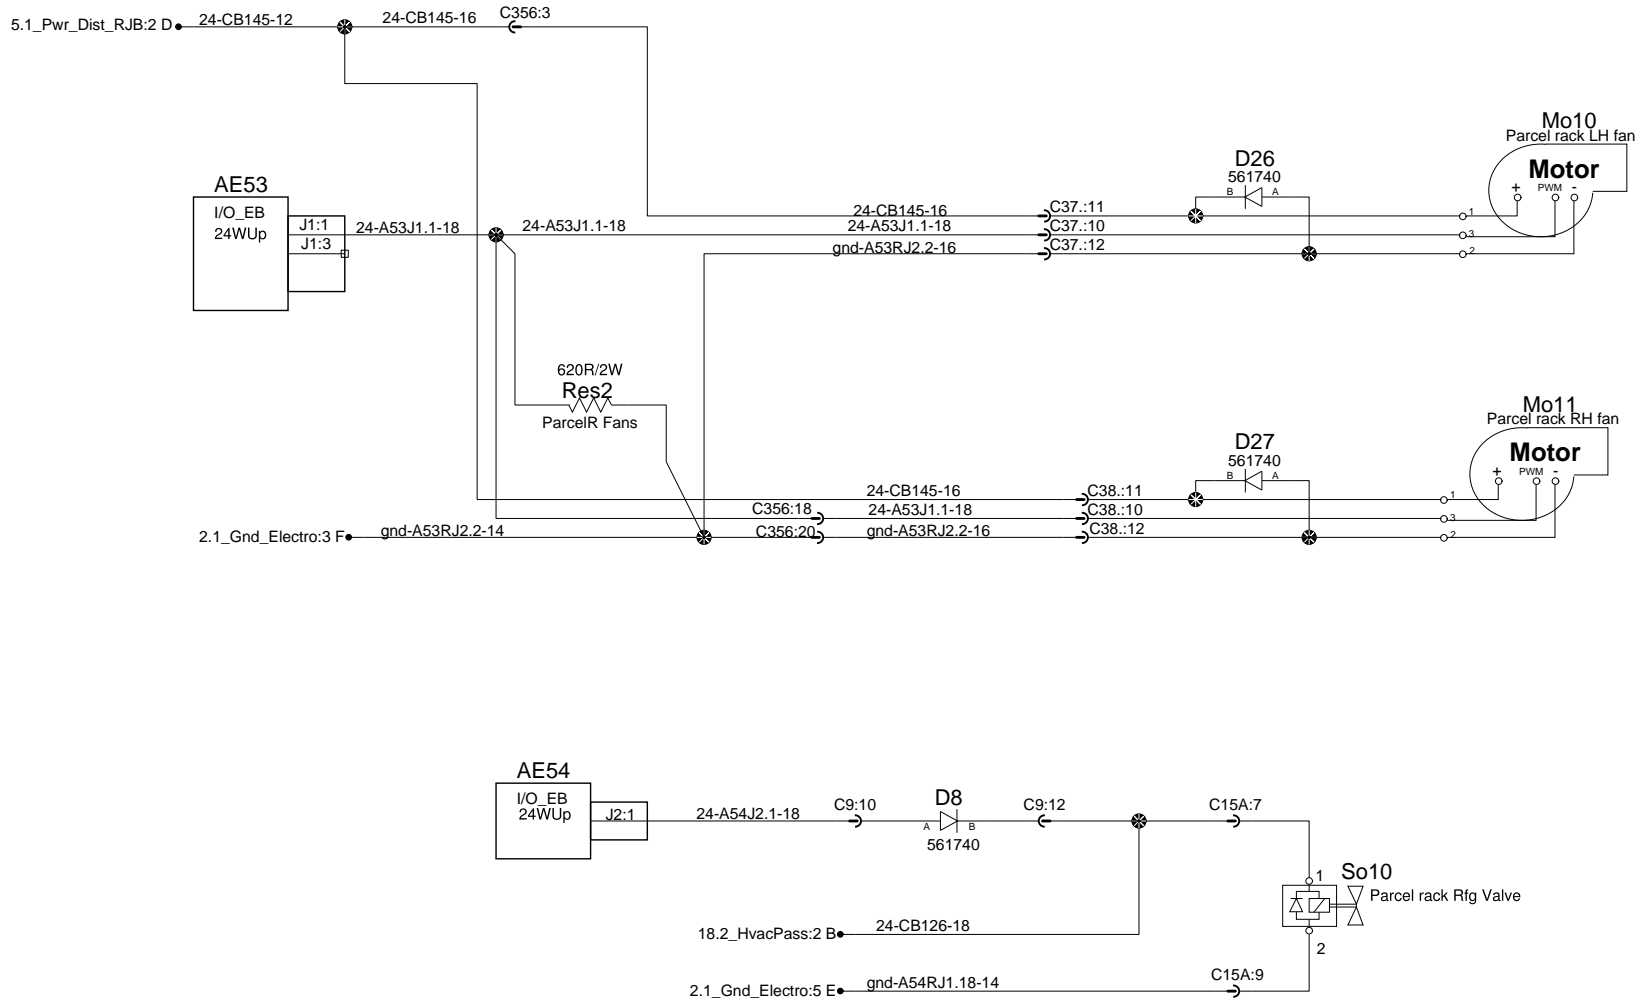 5.1_Pwr_Dist_RJB:2 D
24-CB145-12
24-CB145-16
C356:3
Mo10
Parcel rack LH fan
Motor
+ PWM -
D26
561740
B A
AE53
I/O_EB
24WUp
J1:1
J1:3
24-A53J1.1-18
24-A53J1.1-18
24-CB145-16
C37.:11
1
24-A53J1.1-18
C37.:10
3
gnd-A53RJ2.2-16
C37.:12
2
620R/2W
Res2
ParcelR Fans
Mo11
Parcel rack RH fan
Motor
+ PWM -
D27
561740
B A
24-CB145-16
C38.:11
1
C356:18
24-A53J1.1-18
C38.:10
3
2.1_Gnd_Electro:3 F
gnd-A53RJ2.2-14
C356:20
gnd-A53RJ2.2-16
C38.:12
2
AE54
I/O_EB
24WUp
J2:1
24-A54J2.1-18
C9:10
D8
A B
561740
C9:12
C15A:7
1
So10
Parcel rack Rfg Valve
2
18.2_HvacPass:2 B
24-CB126-18
2.1_Gnd_Electro:5 E
gnd-A54RJ1.18-14
C15A:9